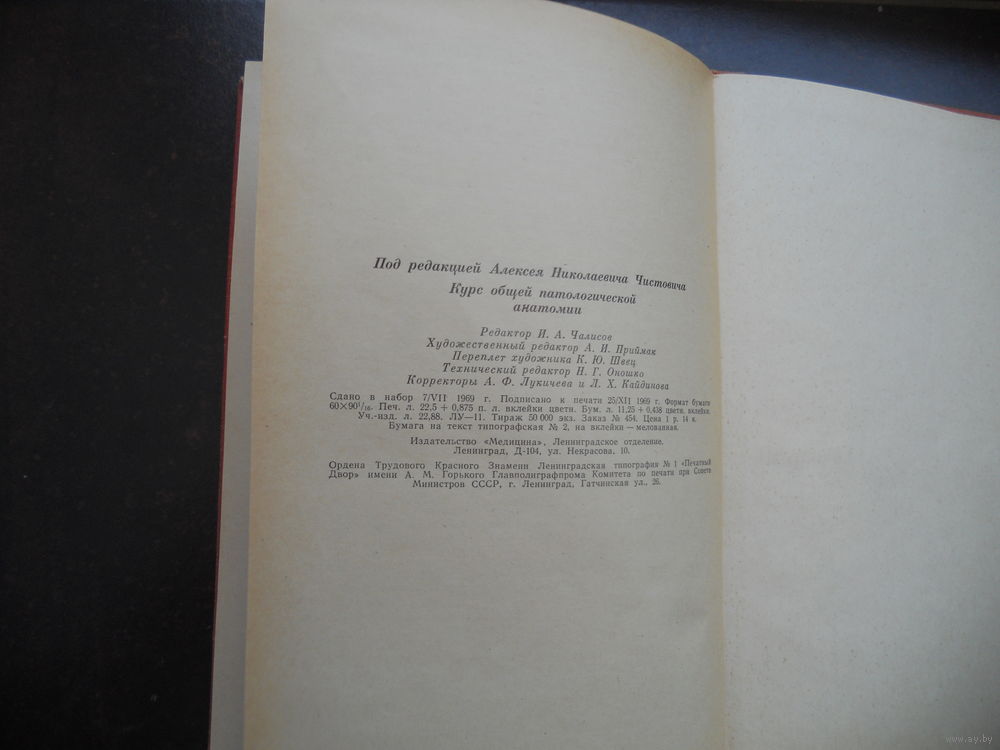 Под редакцией Алексея Николаевича Чистовича
Курс общей патологической
анатомии
Редактор И. А. Чалисов
Художественный редактор А. И. Приймак
Переплет художника К. Ю. Швец
Технический редактор Н. Г. Оношко
Корректоры А. Ф. Лукичева и Л. Х. Кайдинова
Сдано в набор 7/VII 1969 г. Подписано к печати 25/XII 1969 г. Формат бумаги
60×90¹/₁₆. Печ. л. 22,5 + 0,875 п. л. вклейки цветн. Бум. л. 11,25 + 0,438 цветн. вклейки.
Уч.-изд. л. 22,88. ЛУ—11. Тираж 50 000 экз. Заказ № 454. Цена 1 р. 14 к.
Бумага на текст типографская № 2, на вклейки — мелованная.
Издательство «Медицина», Ленинградское отделение.
Ленинград, Д-104, ул. Некрасова, 10.
Ордена Трудового Красного Знамени Ленинградская типография № 1 «Печатный
Двор» имени А. М. Горького Главполиграфпрома Комитета по печати при Совете
Министров СССР, г. Ленинград, Гатчинская ул., 26.
www.ay.by